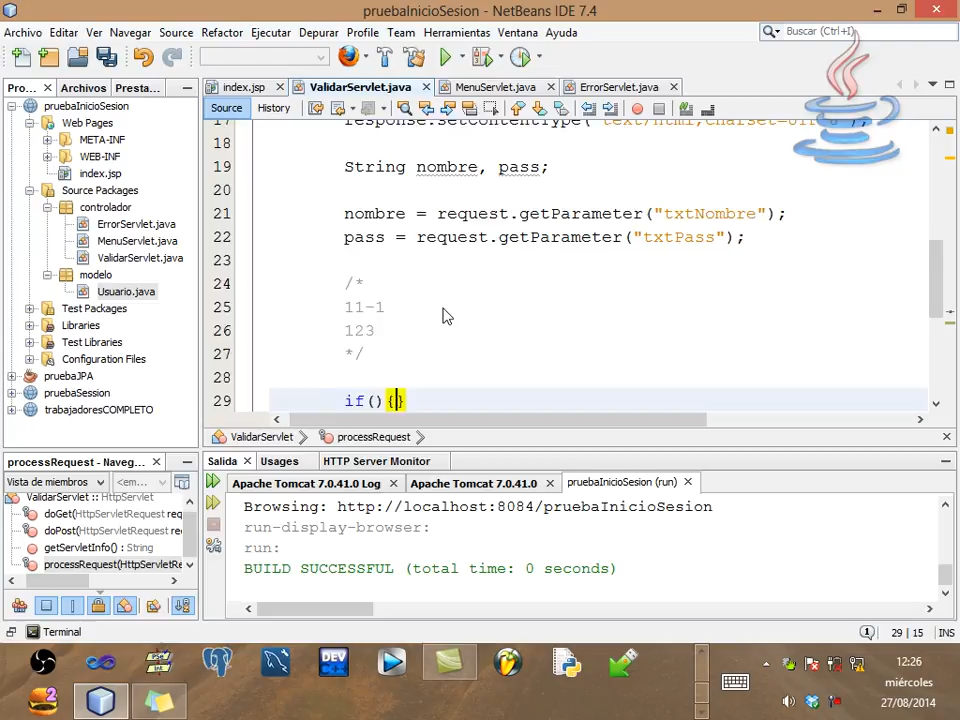 pruebaInicioSesion - NetBeans IDE 7.4
Archivo Editar Ver Navegar Source Refactor Ejecutar Depurar Profile Team Herramientas Ventana Ayuda
Buscar (Ctrl+I)
Pro... Archivos Presta...
index.jsp ValidarServlet.java MenuServlet.java ErrorServlet.java
Source History
pruebaInicioSesion
Web Pages
META-INF
WEB-INF
index.jsp
Source Packages
controlador
ErrorServlet.java
MenuServlet.java
ValidarServlet.java
modelo
Usuario.java
Test Packages
Libraries
Test Libraries
Configuration Files
pruebaJPA
pruebaSession
trabajadoresCOMPLETO
17 response.setContentType("text/html;charset=UTF-8");
18
19 String nombre, pass;
20
21 nombre = request.getParameter("txtNombre");
22 pass = request.getParameter("txtPass");
23
24 /*
25 11-1
26 123
27 */
28
29 if(){}
ValidarServlet processRequest
processRequest - Naveg...
Vista de miembros <em...
ValidarServlet :: HttpServlet
doGet(HttpServletRequest req
doPost(HttpServletRequest re
getServletInfo() : String
processRequest(HttpServletRe
Salida Usages HTTP Server Monitor
Apache Tomcat 7.0.41.0 Log Apache Tomcat 7.0.41.0 pruebaInicioSesion (run)
Browsing: http://localhost:8084/pruebaInicioSesion
run-display-browser:
run:
BUILD SUCCESSFUL (total time: 0 seconds)
Terminal
1 29 | 15 INS
DEV C++
12:26
miércoles
27/08/2014